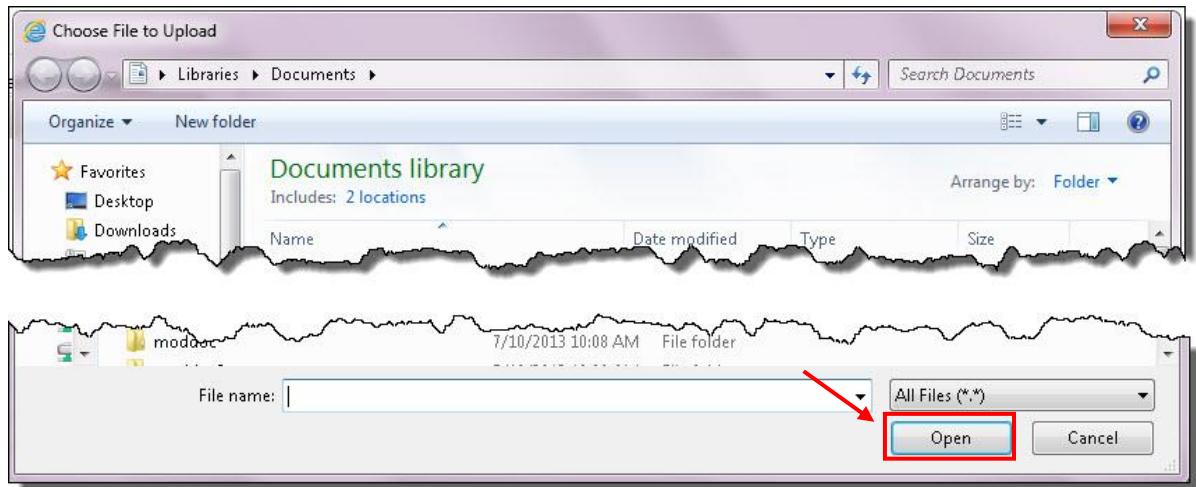 Choose File to Upload
Libraries Documents
Search Documents
Organize New folder
Favorites
Documents library
Arrange by: Folder
Desktop
Includes: 2 locations
Downloads
Name Date modified Type Size
7/10/2013 10:08 AM File folder
File name: All Files (*.*)
Open Cancel